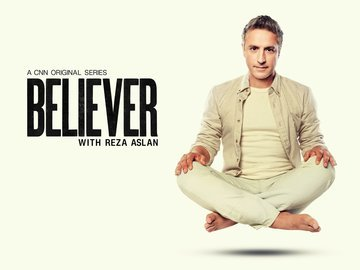 A CNN ORIGINAL SERIES
BELIEVER
WITH REZA ASLAN